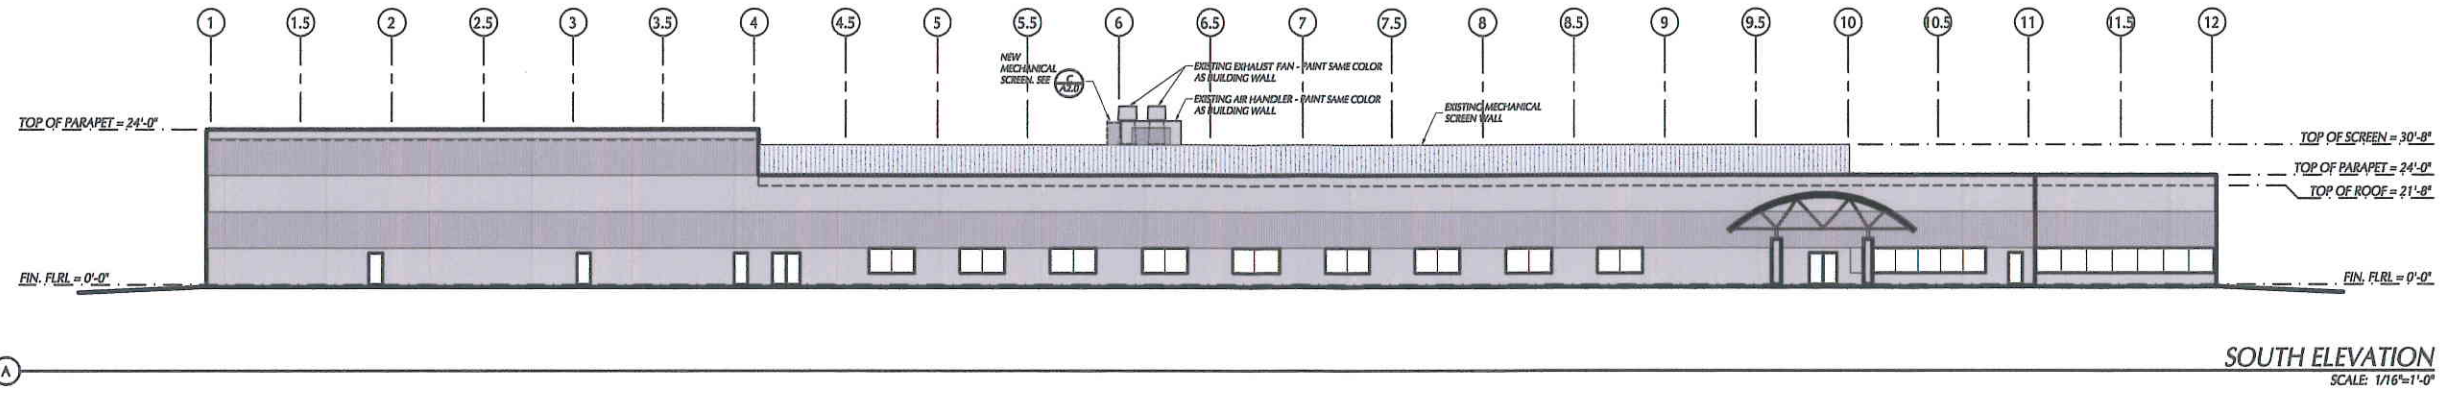 1 1.5 2 2.5 3 3.5 4 4.5 5 5.5 6 6.5 7 7.5 8 8.5 9 9.5 10 10.5 11 11.5 12
NEW
MECHANICAL
SCREEN. SEE
C
A2.0
EXISTING EXHAUST FAN - PAINT SAME COLOR
AS BUILDING WALL
EXISTING AIR HANDLER - PAINT SAME COLOR
AS BUILDING WALL
EXISTING MECHANICAL
SCREEN WALL
TOP OF PARAPET = 24'-0"
TOP OF SCREEN = 30'-8"
TOP OF PARAPET = 24'-0"
TOP OF ROOF = 21'-8"
FIN. FLRL = 0'-0"
FIN. FLRL = 0'-0"
A
SOUTH ELEVATION
SCALE: 1/16"=1'-0"